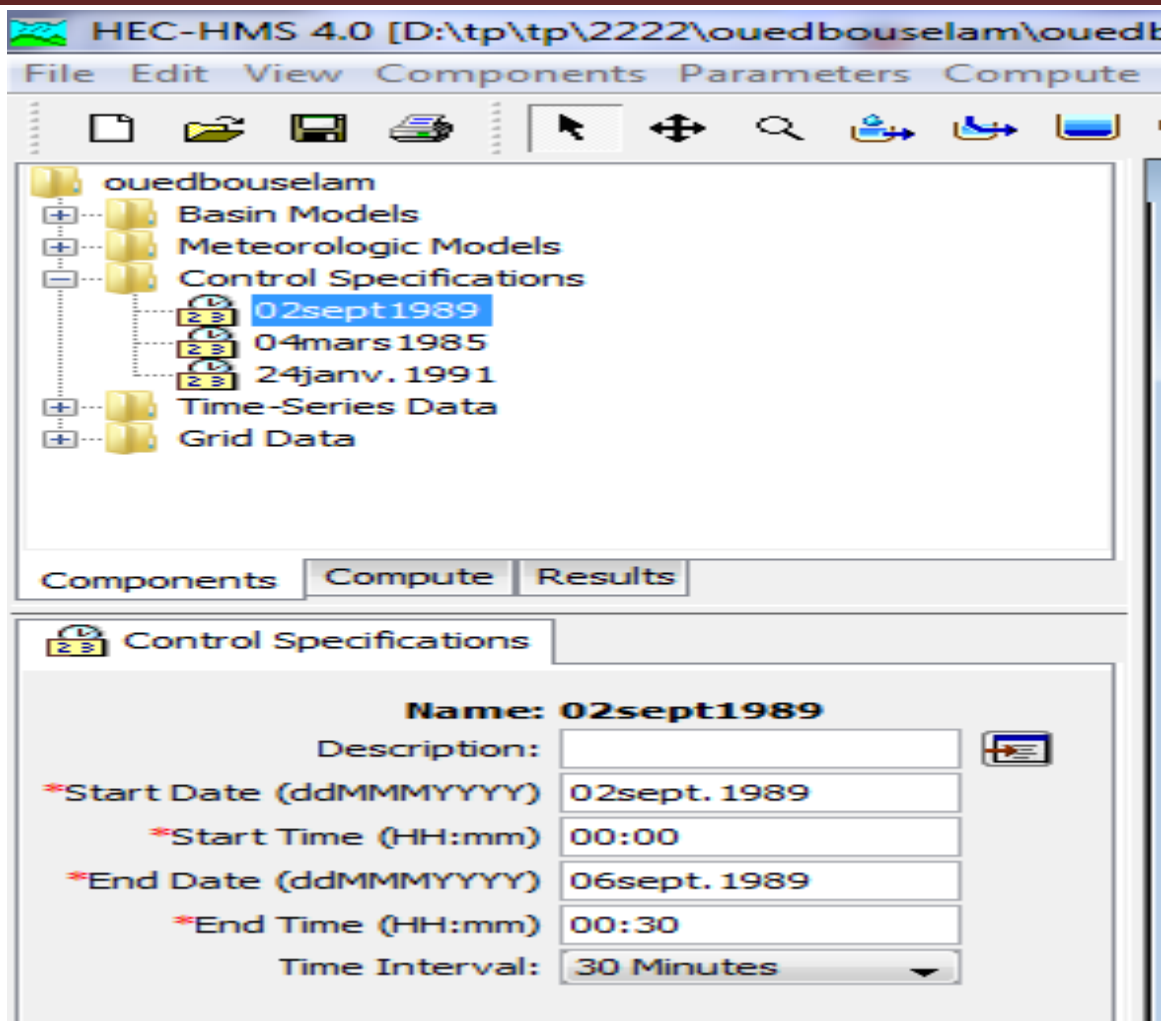 HEC-HMS 4.0 [D:\tp\tp\2222\ouedbouselam\ouedb
File Edit View Components Parameters Compute
ouedbouselam
Basin Models
Meteorologic Models
Control Specifications
02sept1989
04mars1985
24janv.1991
Time-Series Data
Grid Data
Components Compute Results
Control Specifications
Name: 02sept1989
Description:
*Start Date (ddMMMYYYY) 02sept.1989
*Start Time (HH:mm) 00:00
*End Date (ddMMMYYYY) 06sept.1989
*End Time (HH:mm) 00:30
Time Interval: 30 Minutes